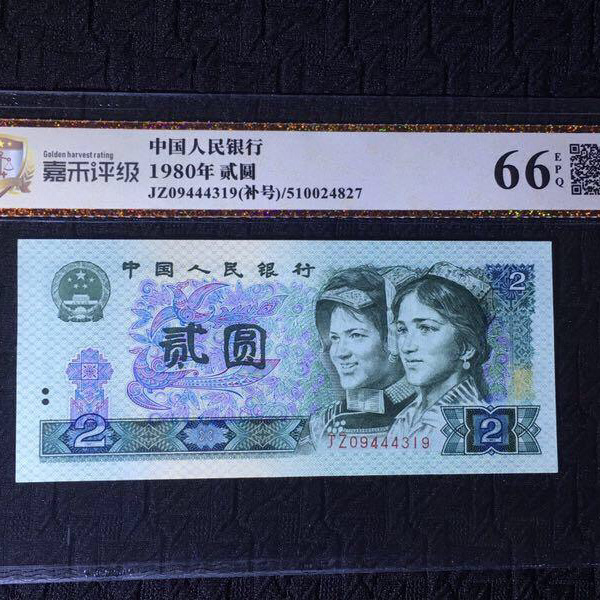 Golden harvest rating
嘉禾评级
中国人民银行
1980年 贰圆
JZ09444319(补号)/510024827
66
EPQ
中国人民银行
2
贰圆
2
JZ09444319
2